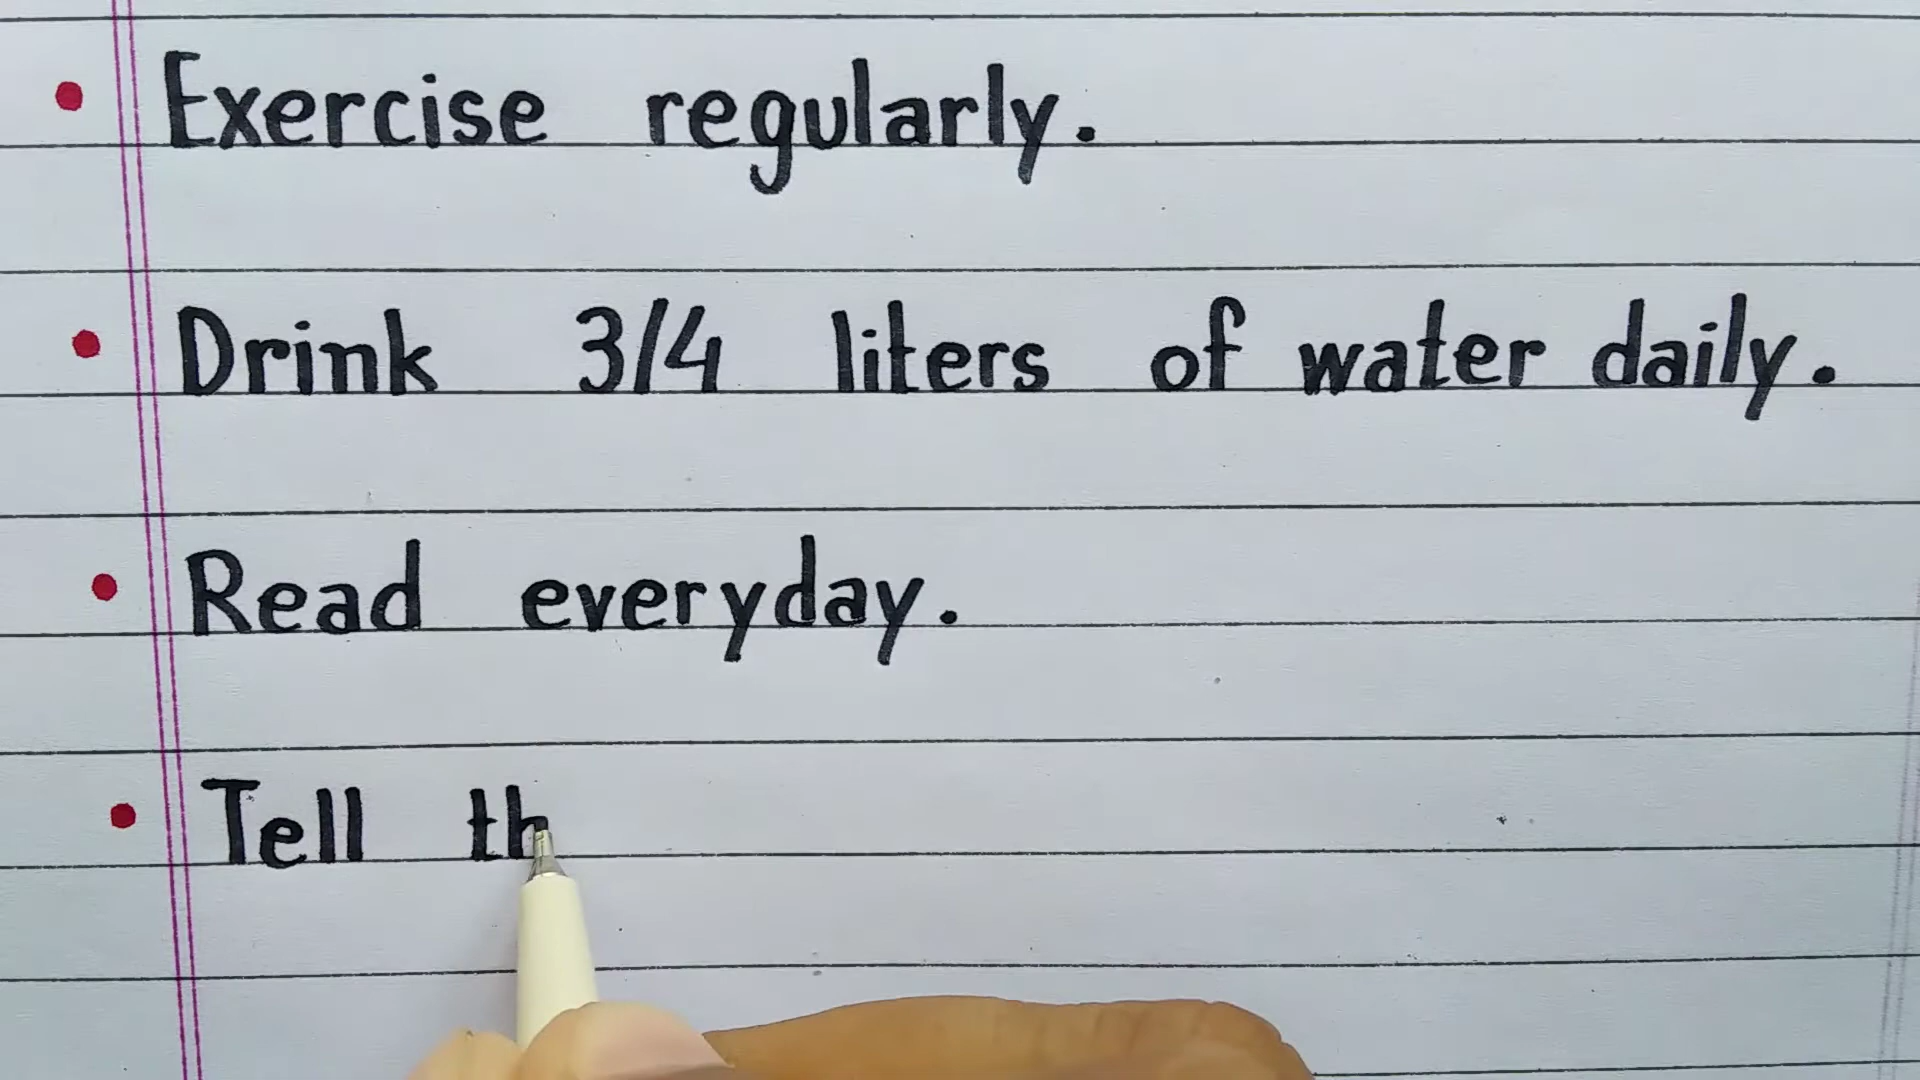 • Exercise regularly.
• Drink 3/4 liters of water daily.
• Read everyday.
• Tell th